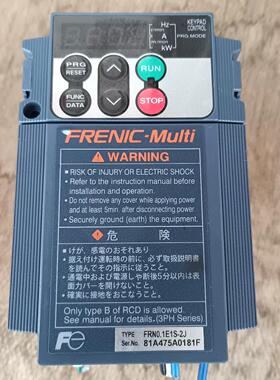 Hz
A
kW
KEYPAD
CONTROL
PRG.MODE
PRG
RESET
RUN
FUNC
DATA
STOP
FRENIC-Multi
WARNING
RISK OF INJURY OR ELECTRIC SHOCK
Refer to the instruction manual before
installation and operation.
Do not remove any cover while applying power
and at least 5min. after disconnecting power.
Securely ground (earth) the equipment.
危 険
けが、感電のおそれあり
据え付け運転時の前に、必ず取扱説明書
を読んでその指示に従うこと。
通電中および電源しゃ断後5分以内は表
面カバーを開けないこと。
確実に接地をおこなうこと。
Only type B of RCD is allowed.
See manual for details. (3PH Series)
TYPE FRN0.1E1S-2J
Ser.No. 81A475A0181F